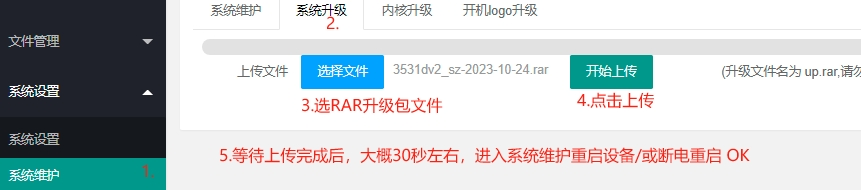 系统维护 系统升级 内核升级 开机logo升级
2.
文件管理
上传文件 选择文件 3531dv2_sz-2023-10-24.rar 开始上传 (升级文件名为 up.rar,请勿
系统设置
3.选RAR升级包文件 4.点击上传
系统设置
5.等待上传完成后，大概30秒左右，进入系统维护重启设备/或断电重启 OK
系统维护 1.